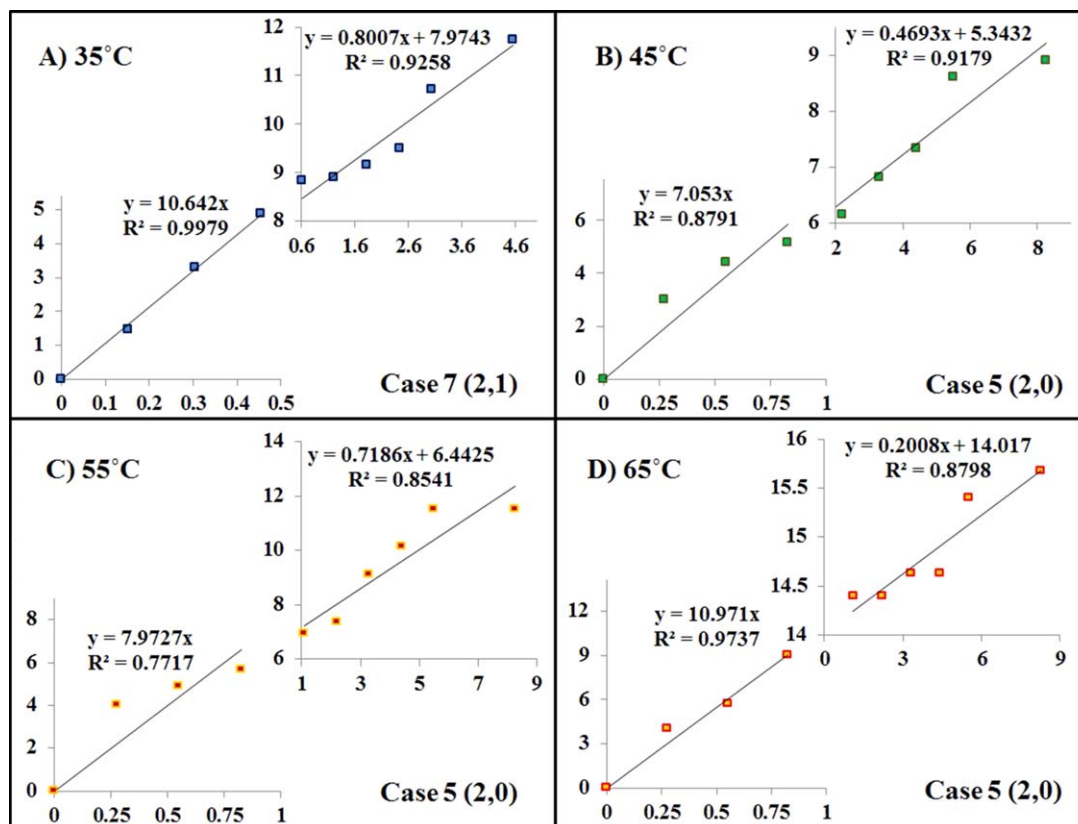 A) 35°C
y = 0.8007x + 7.9743
R² = 0.9258
12
11
10
9
8
0.6 1.6 2.6 3.6 4.6
y = 10.642x
R² = 0.9979
5
4
3
2
1
0
0 0.1 0.2 0.3 0.4 0.5
Case 7 (2,1)
B) 45°C
y = 0.4693x + 5.3432
R² = 0.9179
9
8
7
6
2 4 6 8
y = 7.053x
R² = 0.8791
6
4
2
0
0 0.25 0.5 0.75 1
Case 5 (2,0)
C) 55°C
y = 0.7186x + 6.4425
R² = 0.8541
14
12
10
8
6
1 3 5 7 9
y = 7.9727x
R² = 0.7717
8
6
4
2
0
0 0.25 0.5 0.75 1
Case 5 (2,0)
D) 65°C
y = 0.2008x + 14.017
R² = 0.8798
16
15.5
15
14.5
14
0 3 6 9
y = 10.971x
R² = 0.9737
12
9
6
3
0
0 0.25 0.5 0.75 1
Case 5 (2,0)